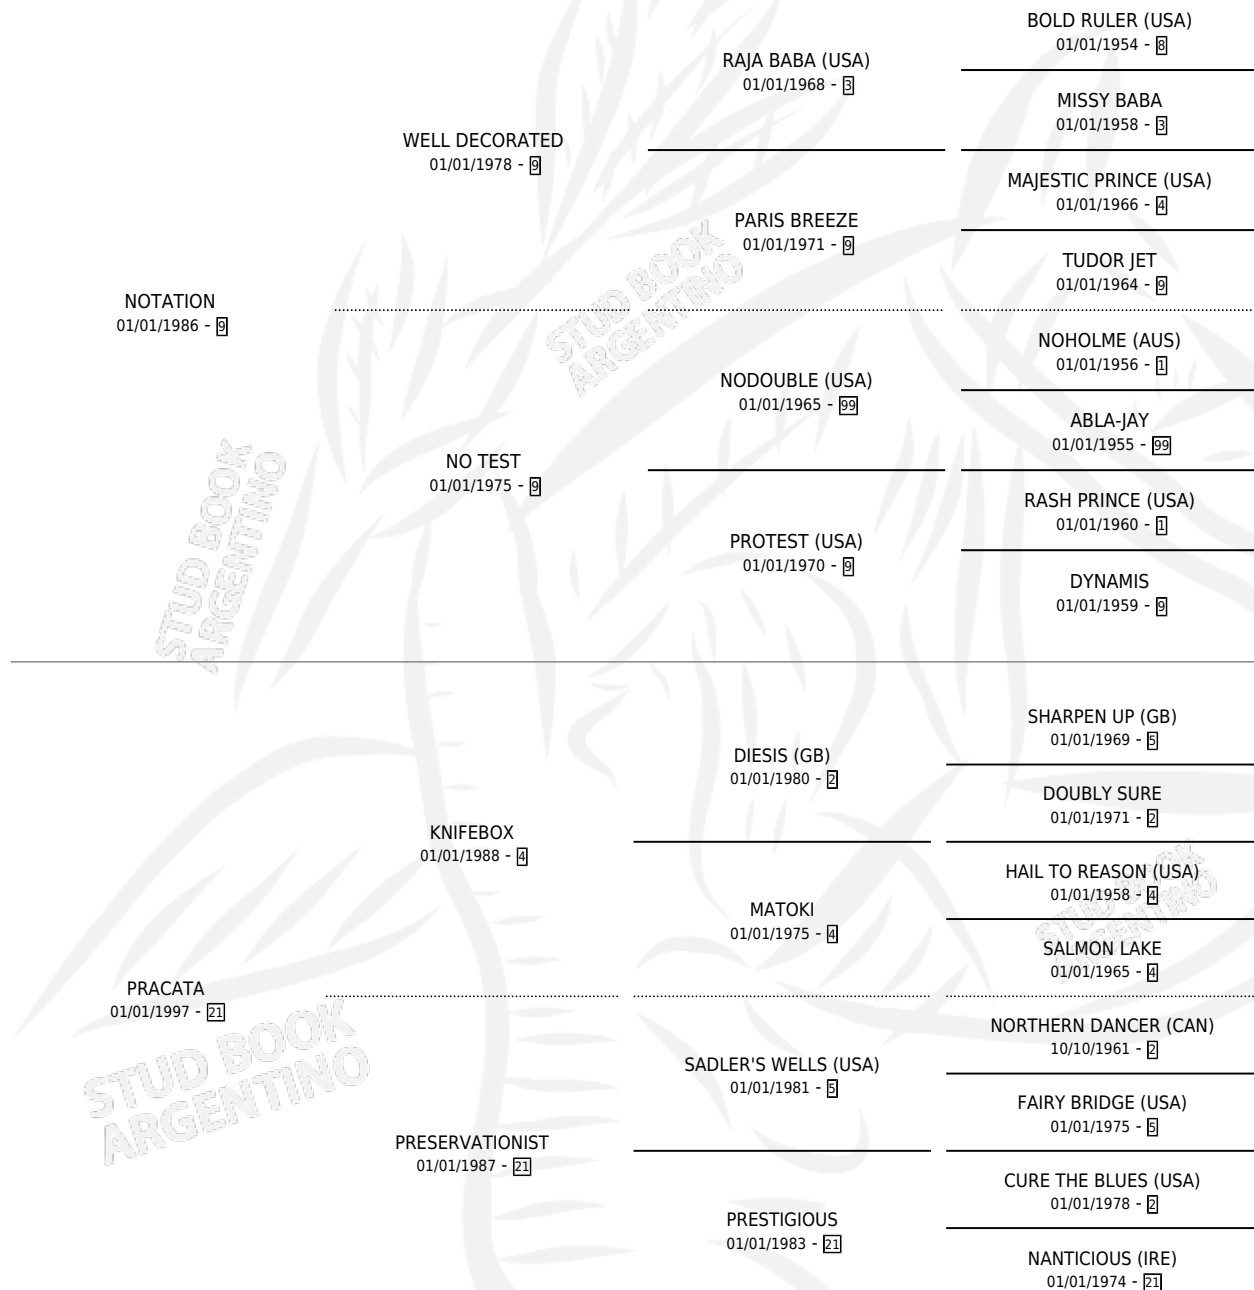 BOLD RULER (USA)
01/01/1954 - 8
RAJA BABA (USA)
01/01/1968 - 3
MISSY BABA
01/01/1958 - 3
WELL DECORATED
01/01/1978 - 9
MAJESTIC PRINCE (USA)
01/01/1966 - 4
PARIS BREEZE
01/01/1971 - 9
TUDOR JET
01/01/1964 - 9
NOTATION
01/01/1986 - 9
NOHOLME (AUS)
01/01/1956 - 1
NODOUBLE (USA)
01/01/1965 - 99
ABLA-JAY
01/01/1955 - 99
NO TEST
01/01/1975 - 9
RASH PRINCE (USA)
01/01/1960 - 1
PROTEST (USA)
01/01/1970 - 9
DYNAMIS
01/01/1959 - 9
SHARPEN UP (GB)
01/01/1969 - 5
DIESIS (GB)
01/01/1980 - 2
DOUBLY SURE
01/01/1971 - 2
KNIFEBOX
01/01/1988 - 4
HAIL TO REASON (USA)
01/01/1958 - 4
MATOKI
01/01/1975 - 4
SALMON LAKE
01/01/1965 - 4
PRACATA
01/01/1997 - 21
NORTHERN DANCER (CAN)
10/10/1961 - 2
SADLER'S WELLS (USA)
01/01/1981 - 5
FAIRY BRIDGE (USA)
01/01/1975 - 5
PRESERVATIONIST
01/01/1987 - 21
CURE THE BLUES (USA)
01/01/1978 - 2
PRESTIGIOUS
01/01/1983 - 21
NANTICIOUS (IRE)
01/01/1974 - 21
STUD BOOK
ARGENTINO
STUD BOOK
ARGENTINO
STUD BOOK
ARGENTINO
STUD BOOK
ARGENTINO